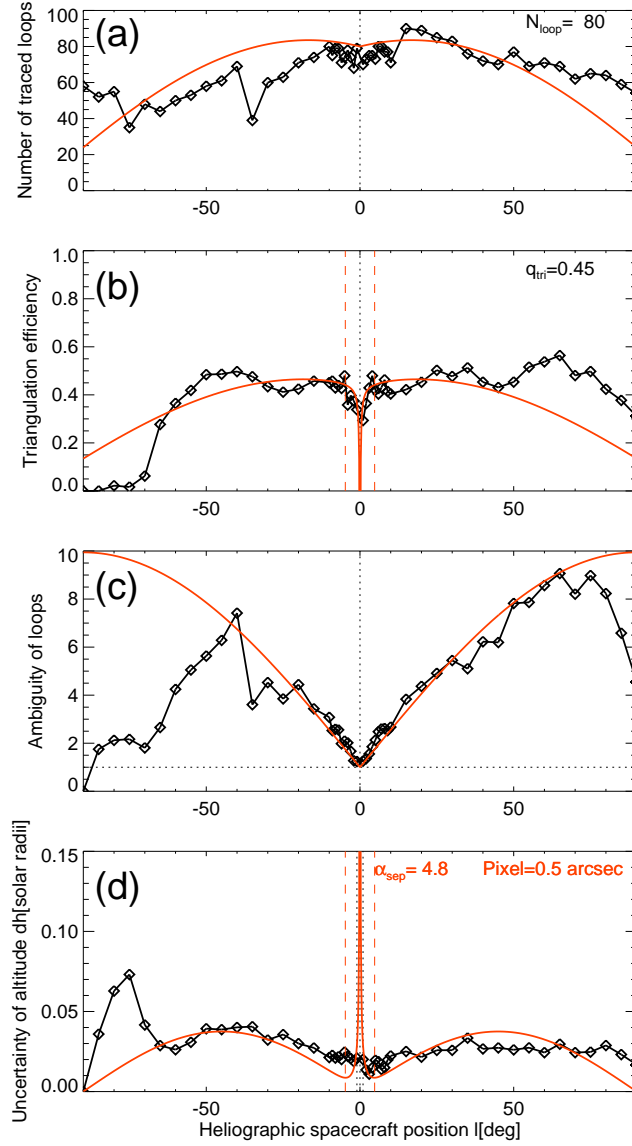 (a)
N_loop= 80
Number of traced loops
100
80
60
40
20
0
-50 0 50
(b)
q_tri=0.45
Triangulation efficiency
1.0
0.8
0.6
0.4
0.2
0.0
-50 0 50
(c)
Ambiguity of loops
10
8
6
4
2
0
-50 0 50
(d)
α_sep= 4.8 Pixel=0.5 arcsec
Uncertainty of altitude dh[solar radii]
0.15
0.10
0.05
0.00
-50 0 50
Heliographic spacecraft position l[deg]